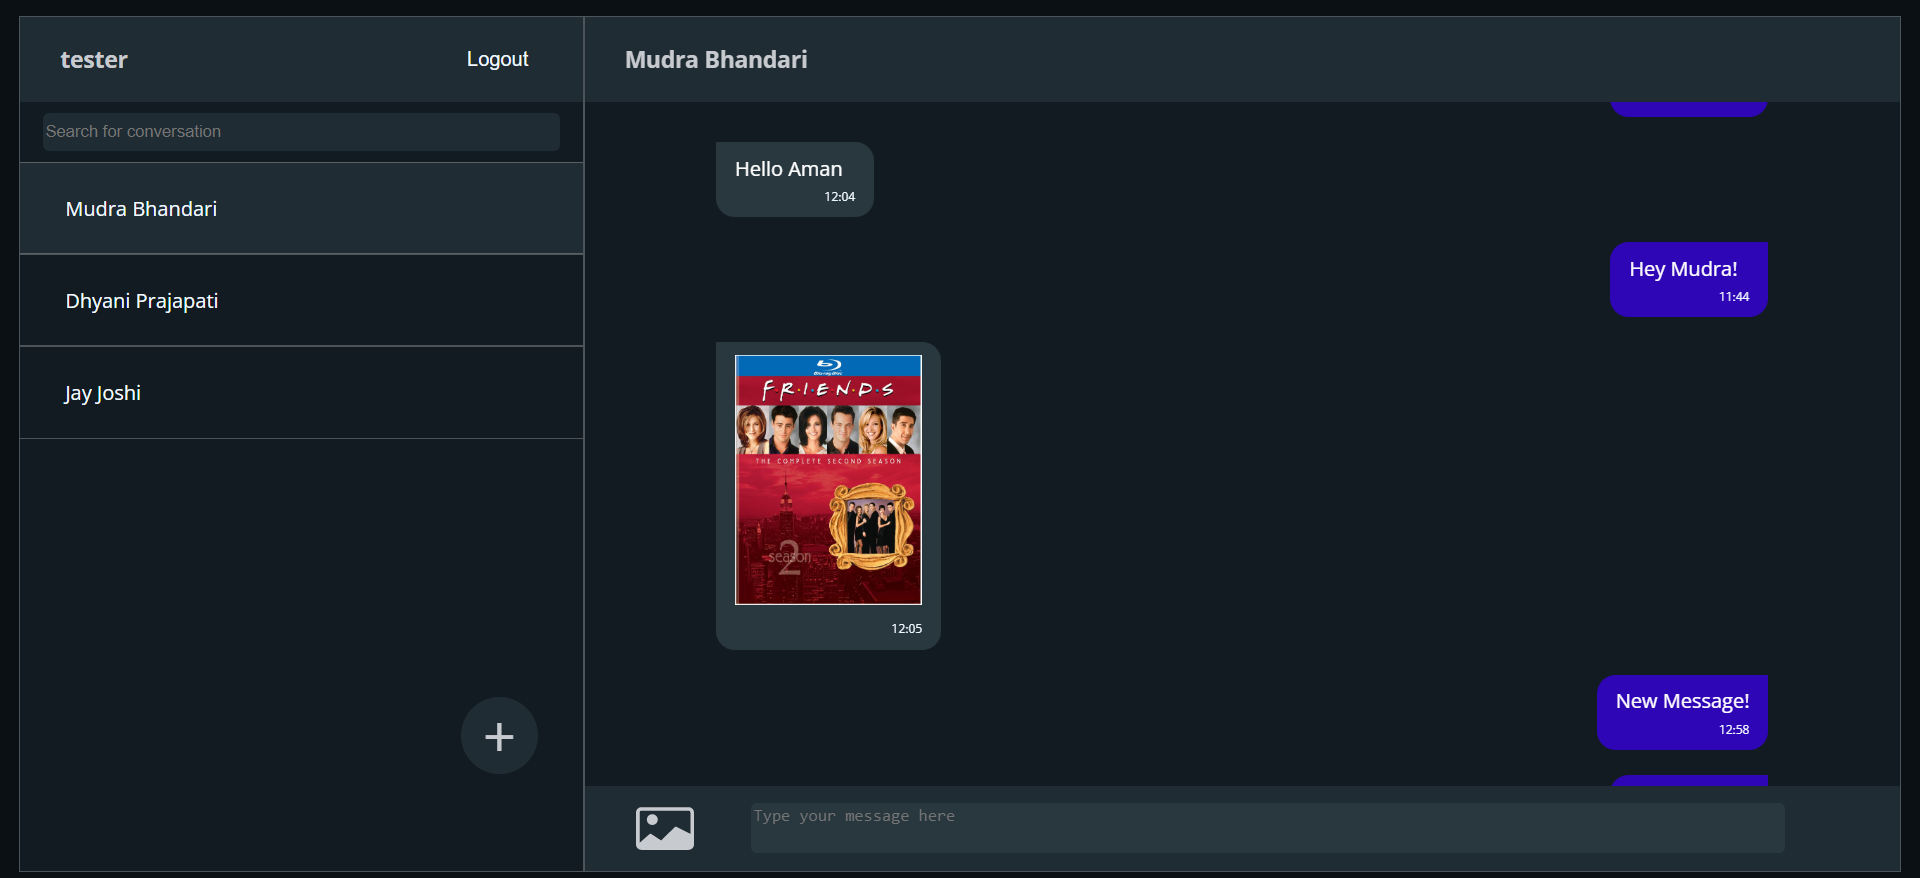 tester
Logout
Search for conversation
Mudra Bhandari
Dhyani Prajapati
Jay Joshi
+
Mudra Bhandari
Hello Aman
12:04
Hey Mudra!
11:44
Blu-ray Disc
F·R·I·E·N·D·S
THE COMPLETE SECOND SEASON
season
2
12:05
New Message!
12:58
Type your message here